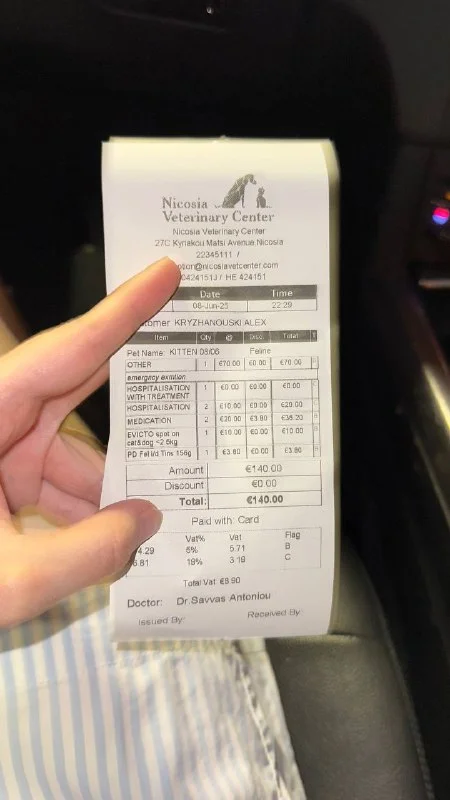 Nicosia
Veterinary Center
Nicosia Veterinary Center
27C Kyriakou Matsi Avenue Nicosia
22345111 /
@nicosiavetcenter.com
/ HE 424151
Date Time
08-Jun-25 22:29
KRYZHANOUSKI ALEX
Item Qty @ Disc Total
Pet Name: KITTEN 08/06 Feline
OTHER 1 €70.00 €0.00 €70.00
emergency
HOSPITALISATION WITH TREATMENT 1 €0.00 €0.00 €0.00
HOSPITALISATION 2 €10.00 €0.00 €20.00
MEDICATION 2 €3.80 €36.20
EVICTO spot on cat&dog <2.6kg 1 €10.00 €0.00 €10.00
PD Fel i/d Tins 156g 1 €3.80 €0.00 €3.80
Amount €140.00
Discount €0.00
Total: €140.00
Paid with: Card
Vat% Vat Flag
4.29 5% 5.71 B
6.81 19% 3.19 C
Total Vat €8.90
Doctor: Dr.Savvas Antoniou
Issued By: Received By: